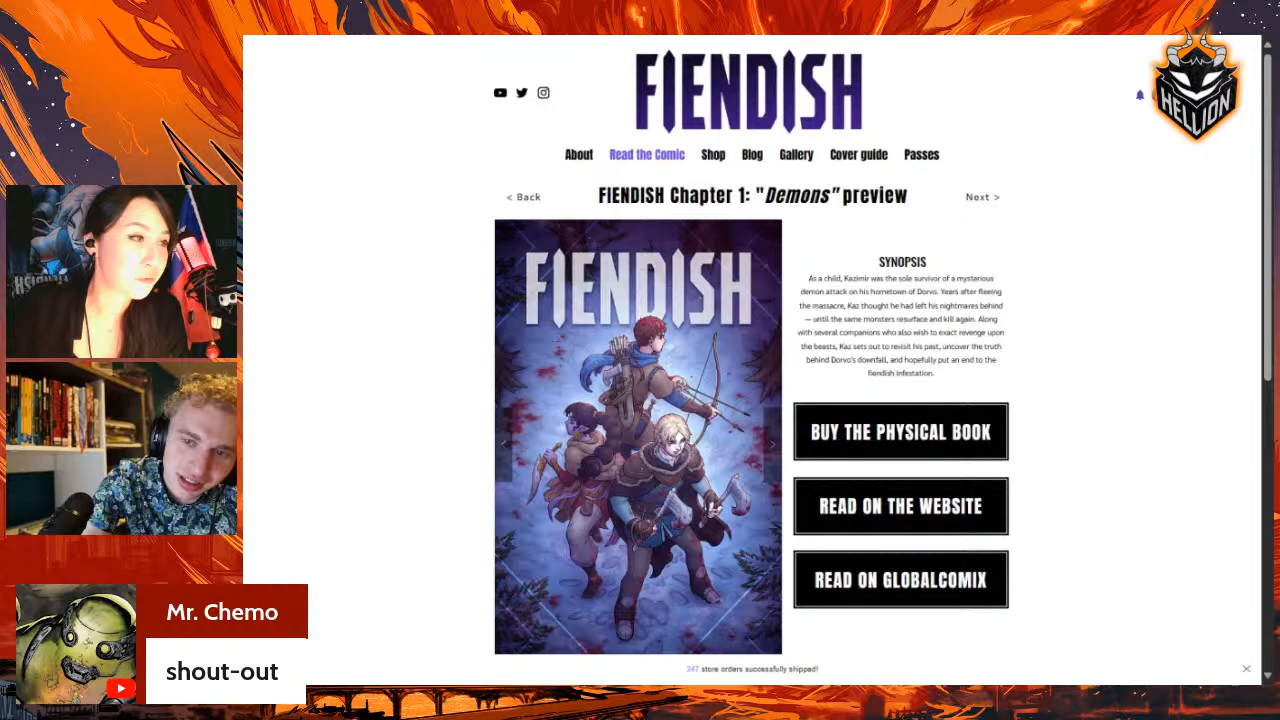 FIENDISH
HELLION
About Read the Comic Shop Blog Gallery Cover guide Passes
< Back FIENDISH Chapter 1: "Demons" preview Next >
FIENDISH
SYNOPSIS
As a child, Kazimir was the sole survivor of a mysterious
demon attack on his hometown of Dorvo. Years after fleeing
the massacre, Kaz thought he had left his nightmares behind
— until the same monsters resurface and kill again. Along
with several companions who also wish to exact revenge upon
the beasts, Kaz sets out to revisit his past, uncover the truth
behind Dorvo's downfall, and hopefully put an end to the
fiendish infestation.
BUY THE PHYSICAL BOOK
READ ON THE WEBSITE
READ ON GLOBALCOMIX
347 store orders successfully shipped!
Mr. Chemo
shout-out